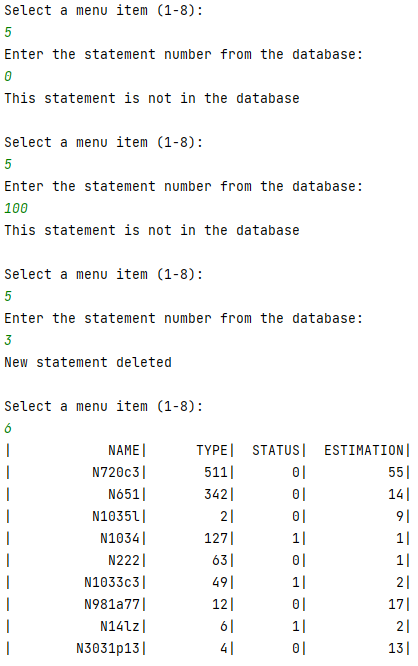 Select a menu item (1-8):
5
Enter the statement number from the database:
0
This statement is not in the database
Select a menu item (1-8):
5
Enter the statement number from the database:
100
This statement is not in the database
Select a menu item (1-8):
5
Enter the statement number from the database:
3
New statement deleted
Select a menu item (1-8):
6
|            NAME|      TYPE|  STATUS|  ESTIMATION|
|          N720c3|       511|       0|          55|
|            N651|       342|       0|          14|
|          N1035l|         2|       0|           9|
|           N1034|       127|       1|           1|
|            N222|        63|       0|           1|
|         N1033c3|        49|       1|           2|
|         N981a77|        12|       0|          17|
|           N14lz|         6|       1|           2|
|        N3031p13|         4|       0|          13|